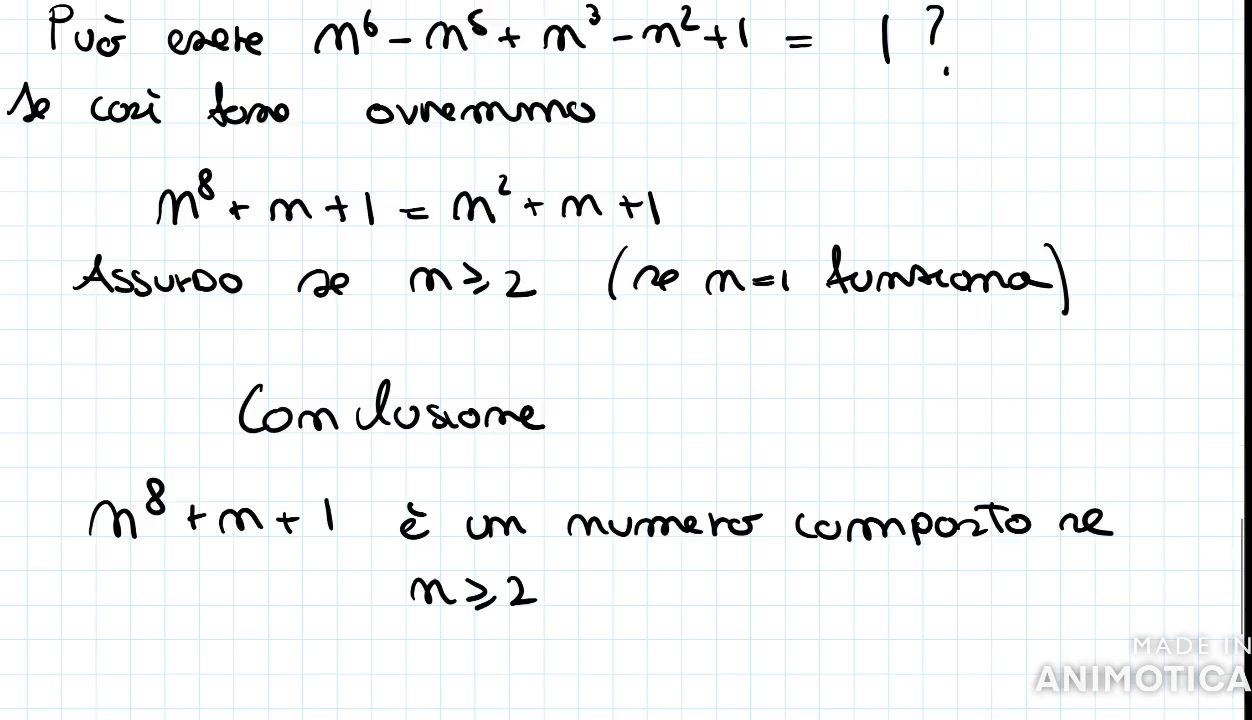 Può essere n⁶ - n⁵ + n³ - n² + 1 = 1 ?
Se così fosse avremmo
n⁸ + n + 1 = n² + n + 1
Assurdo se n ≥ 2 (se n = 1 funziona)
Conclusione
n⁸ + n + 1 è un numero composto se
n ≥ 2
MADE IN
ANIMOTICA